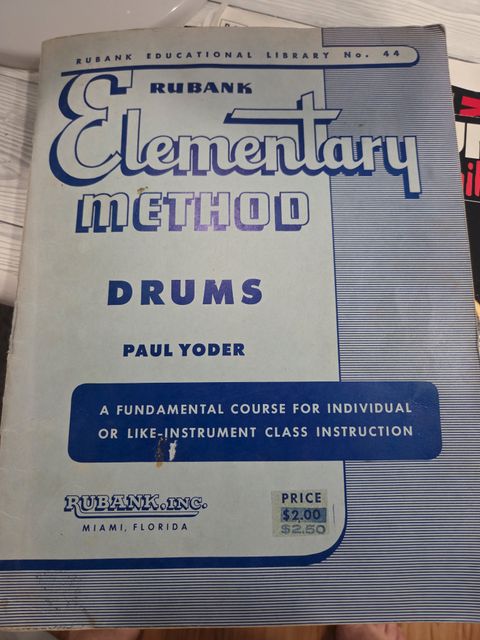 RUBANK EDUCATIONAL LIBRARY No. 44
RUBANK
Elementary
METHOD
DRUMS
PAUL YODER
A FUNDAMENTAL COURSE FOR INDIVIDUAL
OR LIKE-INSTRUMENT CLASS INSTRUCTION
RUBANK, INC.
MIAMI, FLORIDA
PRICE
$2.00
$2.50